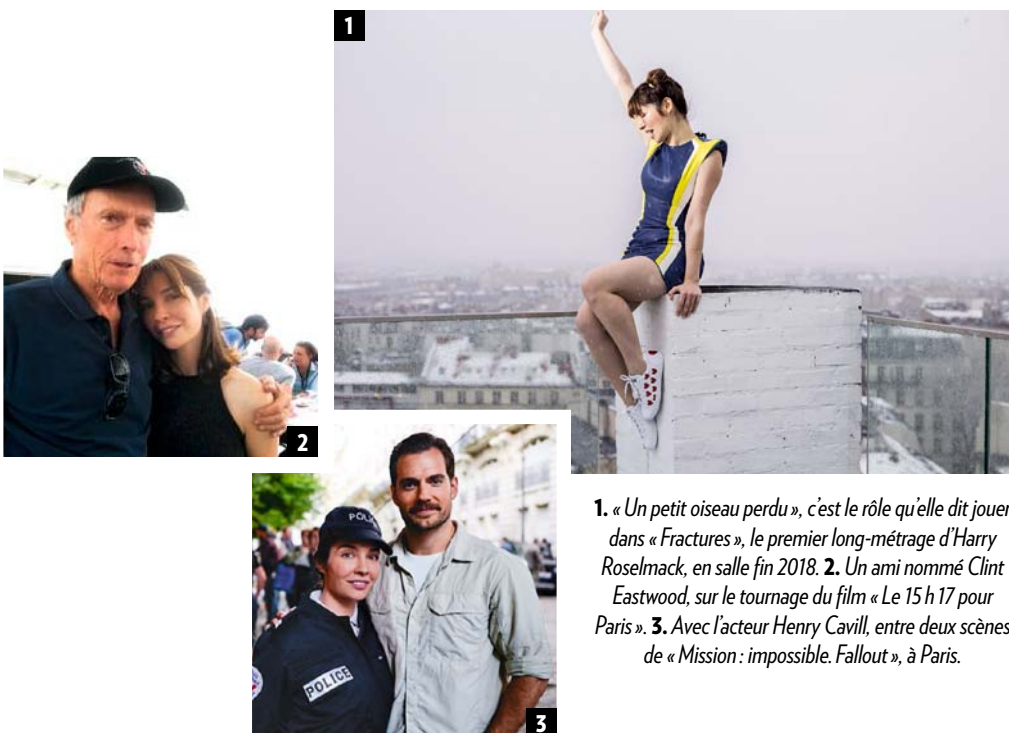 1
2
POLICE
POLICE
3
1. « Un petit oiseau perdu », c'est le rôle qu'elle dit jouer
dans « Fractures », le premier long-métrage d'Harry
Roselmack, en salle fin 2018. 2. Un ami nommé Clint
Eastwood, sur le tournage du film « Le 15 h 17 pour
Paris ». 3. Avec l'acteur Henry Cavill, entre deux scènes
de « Mission : impossible. Fallout », à Paris.